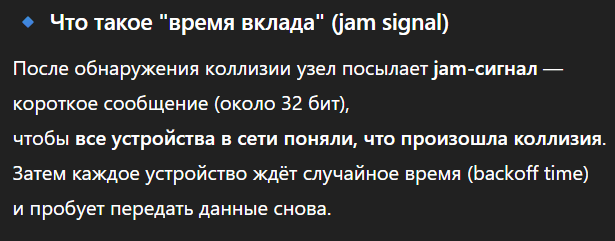 Что такое "время вклада" (jam signal)
После обнаружения коллизии узел посылает jam-сигнал —
короткое сообщение (около 32 бит),
чтобы все устройства в сети поняли, что произошла коллизия.
Затем каждое устройство ждёт случайное время (backoff time)
и пробует передать данные снова.